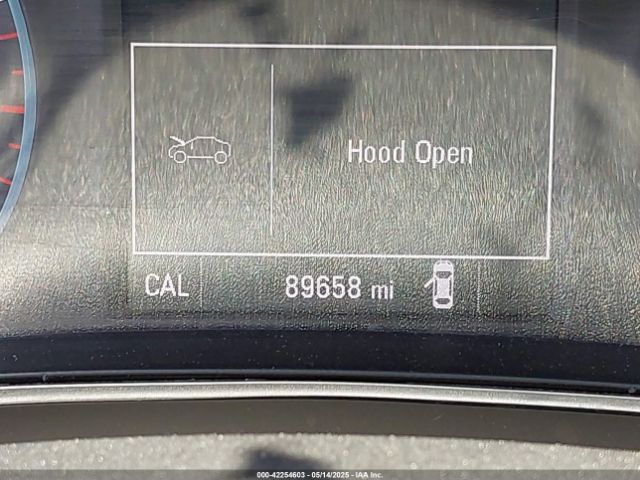 Hood Open
CAL 89658 mi
000-42254603 - 05/14/2025 - IAA Inc.